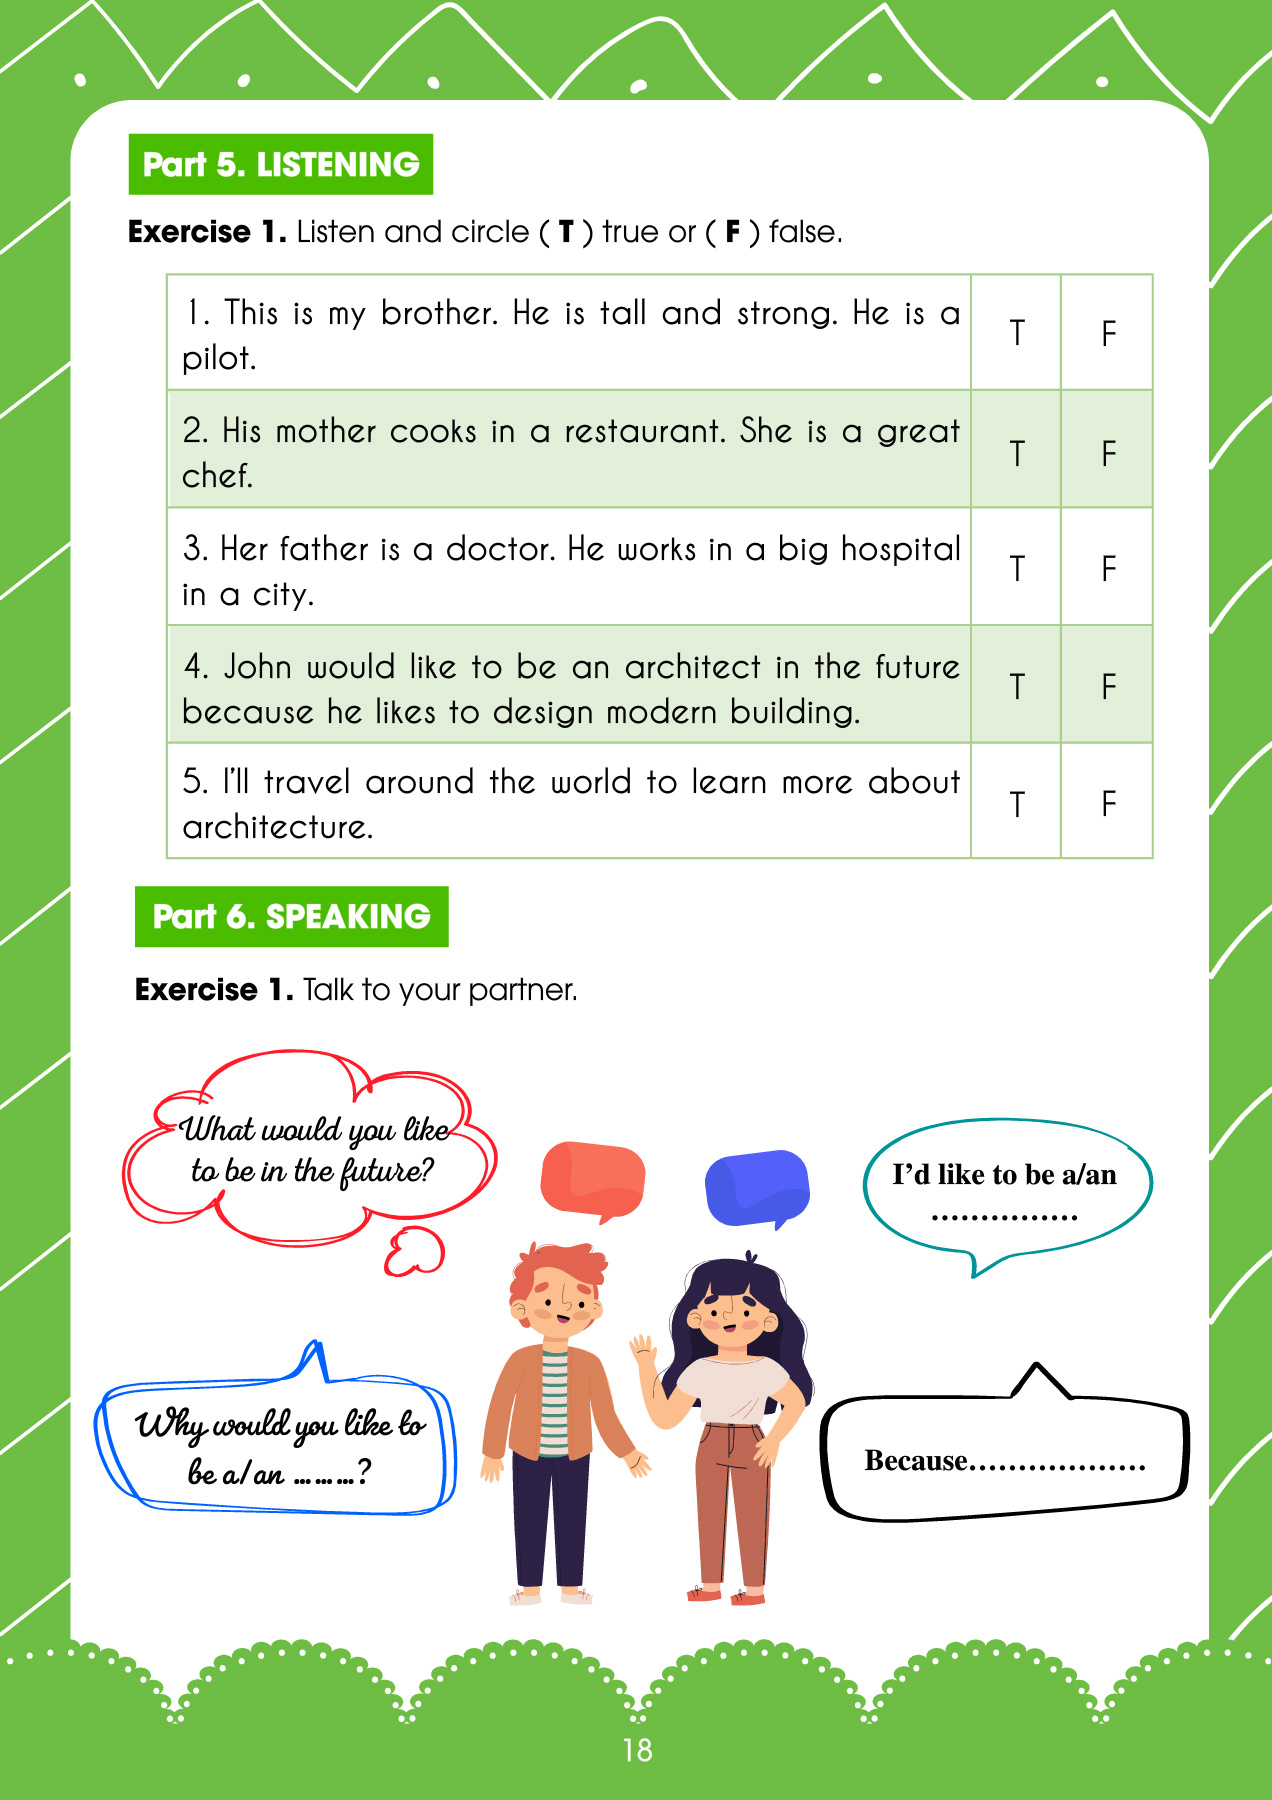 Part 5. LISTENING
Exercise 1. Listen and circle ( T ) true or ( F ) false.
1. This is my brother. He is tall and strong. He is a
pilot.
T F
2. His mother cooks in a restaurant. She is a great
chef.
T F
3. Her father is a doctor. He works in a big hospital
in a city.
T F
4. John would like to be an architect in the future
because he likes to design modern building.
T F
5. I'll travel around the world to learn more about
architecture.
T F
Part 6. SPEAKING
Exercise 1. Talk to your partner.
What would you like
to be in the future?
I'd like to be a/an
...............
Why would you like to
be a/an .........?
Because..................
18